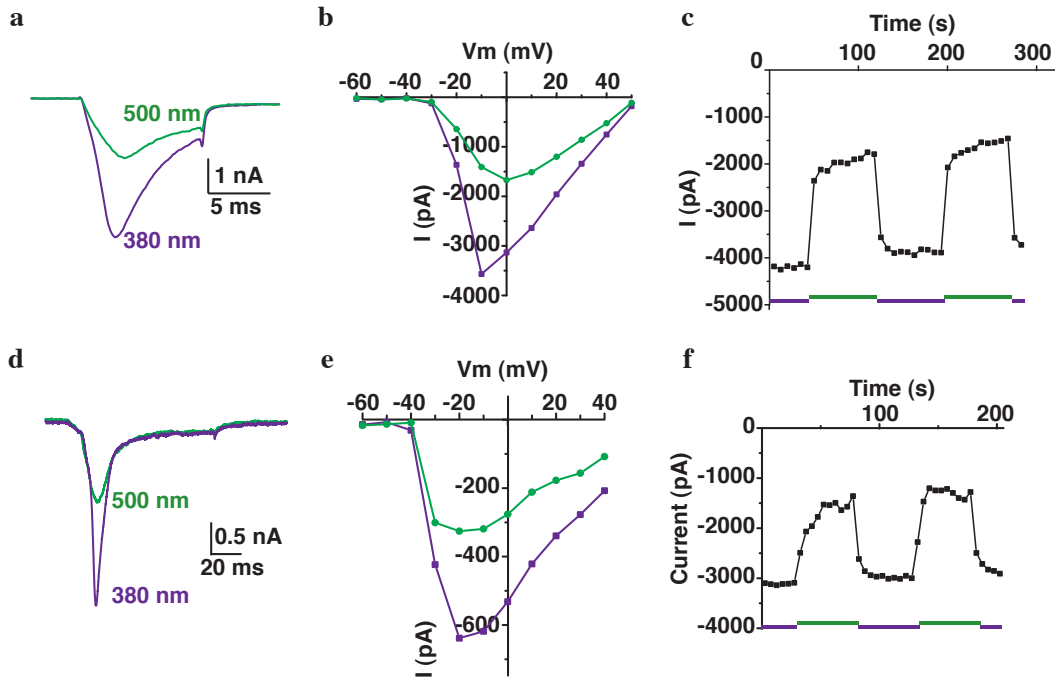 a
500 nm
380 nm
1 nA
5 ms
b
Vm (mV)
-60 -40 -20 0 20 40
-1000
-2000
-3000
-4000
I (pA)
c
Time (s)
100 200 300
0
-1000
-2000
-3000
-4000
-5000
I (pA)
d
500 nm
380 nm
0.5 nA
20 ms
e
Vm (mV)
-60 -40 -20 0 20 40
-200
-400
-600
I (pA)
f
Time (s)
100 200
0
-1000
-2000
-3000
-4000
Current (pA)